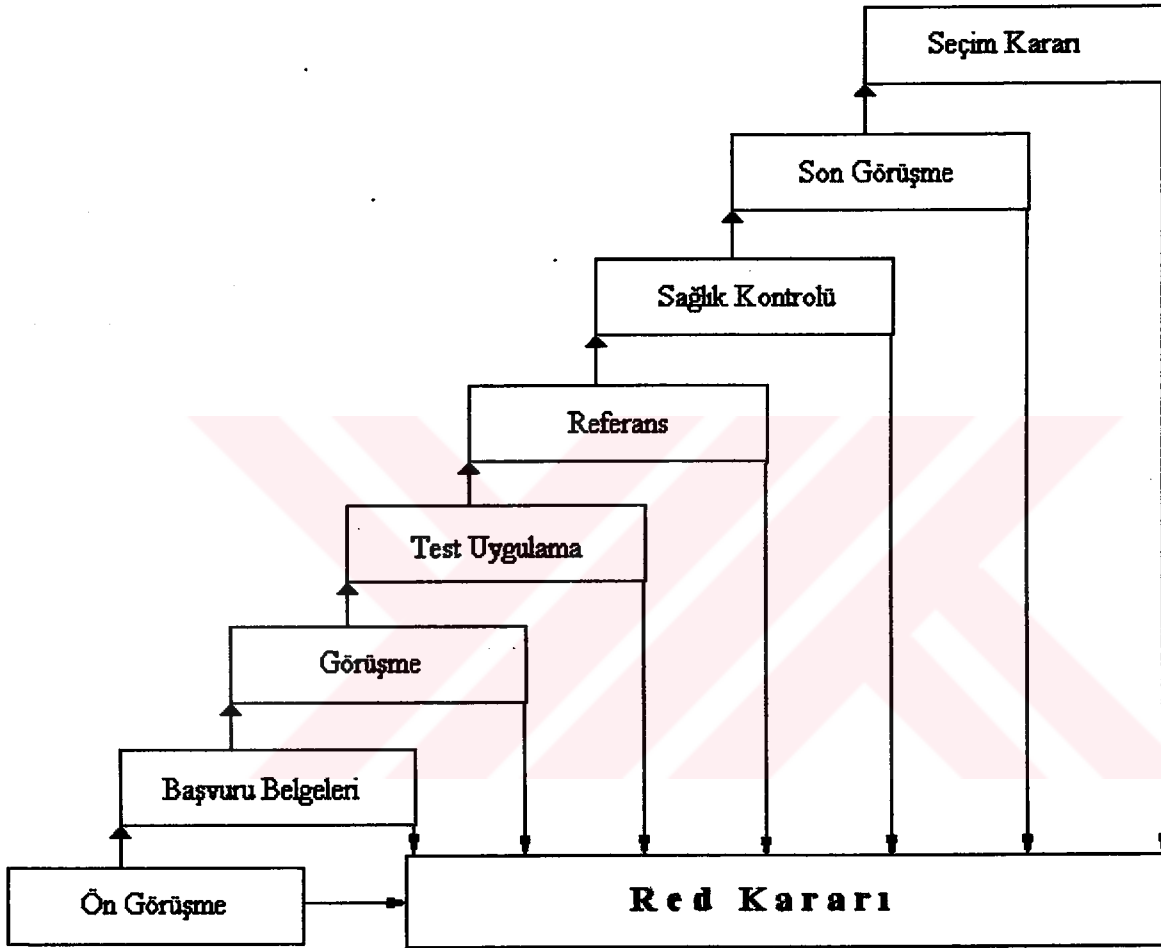 Seçim Kararı
Son Görüşme
Sağlık Kontrolü
Referans
Test Uygulama
Görüşme
Başvuru Belgeleri
Ön Görüşme
Red Kararı